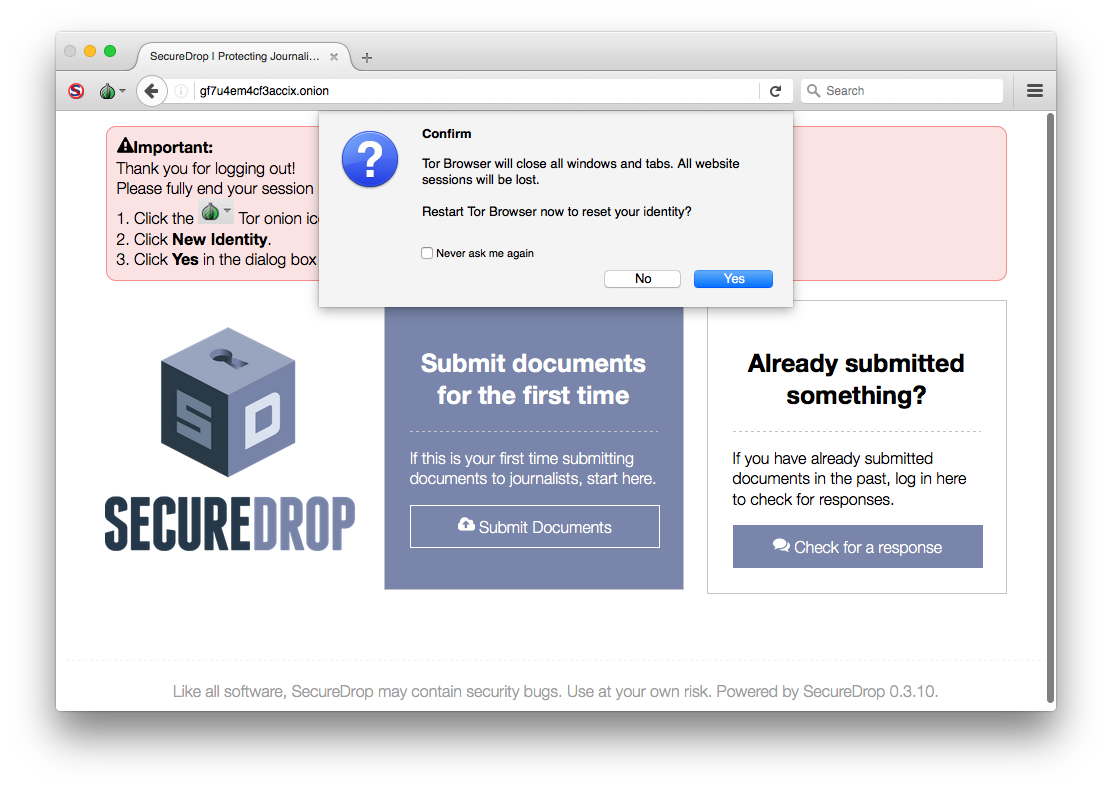 SecureDrop | Protecting Journali...
gf7u4em4cf3accix.onion
Search
Important:
Thank you for logging out!
Please fully end your session
1. Click the Tor onion ic
2. Click New Identity.
3. Click Yes in the dialog box
Confirm
Tor Browser will close all windows and tabs. All website
sessions will be lost.
Restart Tor Browser now to reset your identity?
Never ask me again
No
Yes
S D
SECUREDROP
Submit documents
for the first time
If this is your first time submitting
documents to journalists, start here.
Submit Documents
Already submitted
something?
If you have already submitted
documents in the past, log in here
to check for responses.
Check for a response
Like all software, SecureDrop may contain security bugs. Use at your own risk. Powered by SecureDrop 0.3.10.